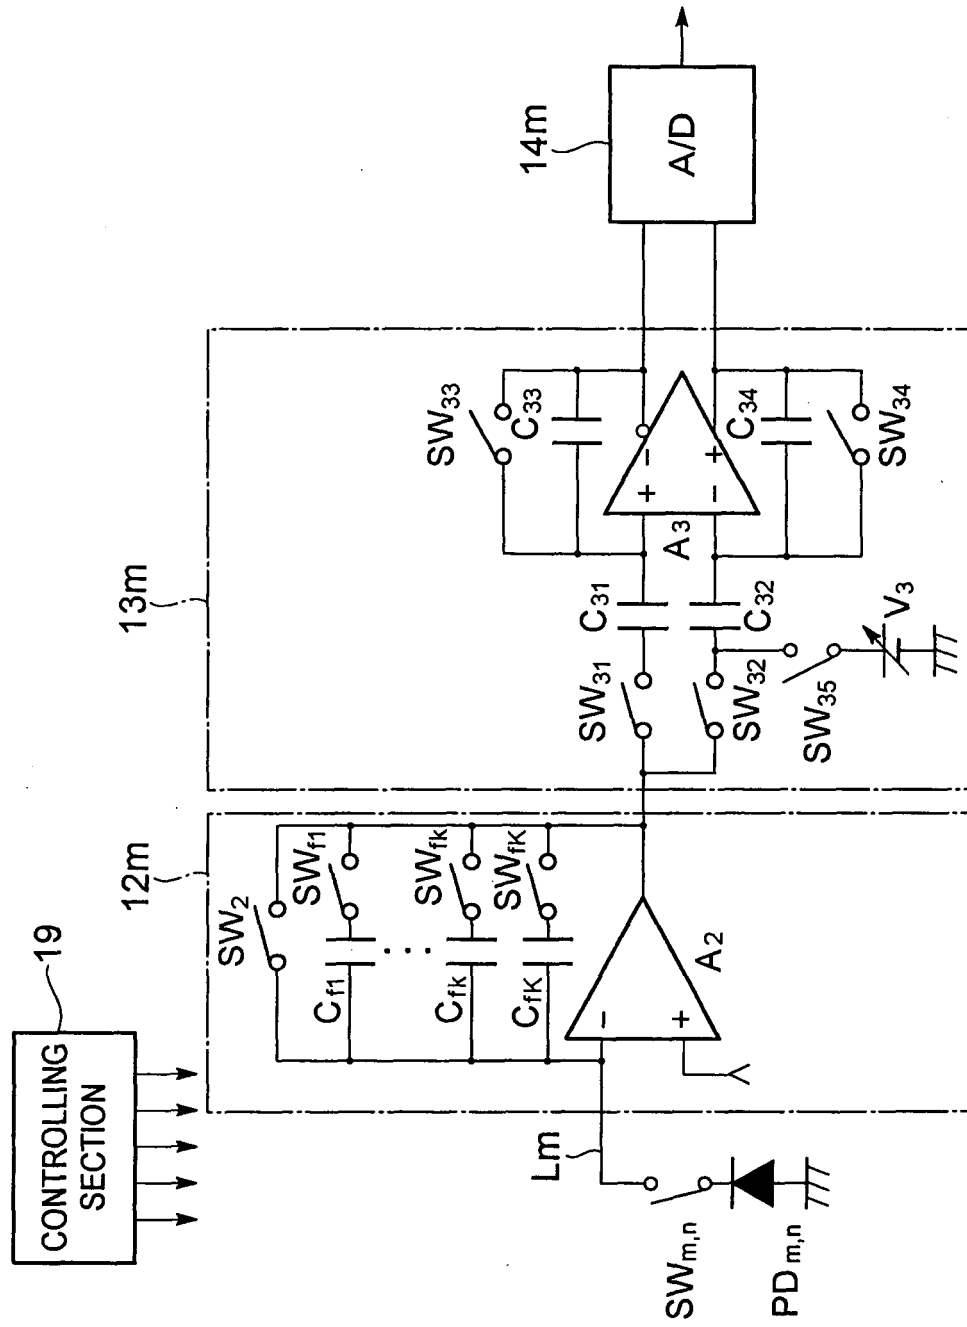 CONTROLLING
SECTION
19
12m
13m
14m
SW2
SWf1
SWfk
SWfK
Cf1
...
Cfk
CfK
-
+
A2
Lm
SWm,n
PDm,n
SW31
SW32
SW35
C31
C32
V3
SW33
C33
+ -
- +
A3
C34
SW34
A/D